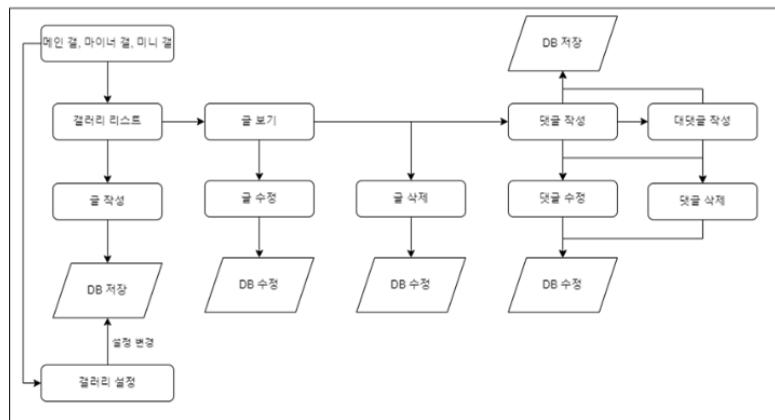 메인 갤, 마이너 갤, 미니 갤
DB 저장
갤러리 리스트
글 보기
댓글 작성
대댓글 작성
글 작성
글 수정
글 삭제
댓글 수정
댓글 삭제
DB 저장
DB 수정
DB 수정
DB 수정
설정 변경
갤러리 설정